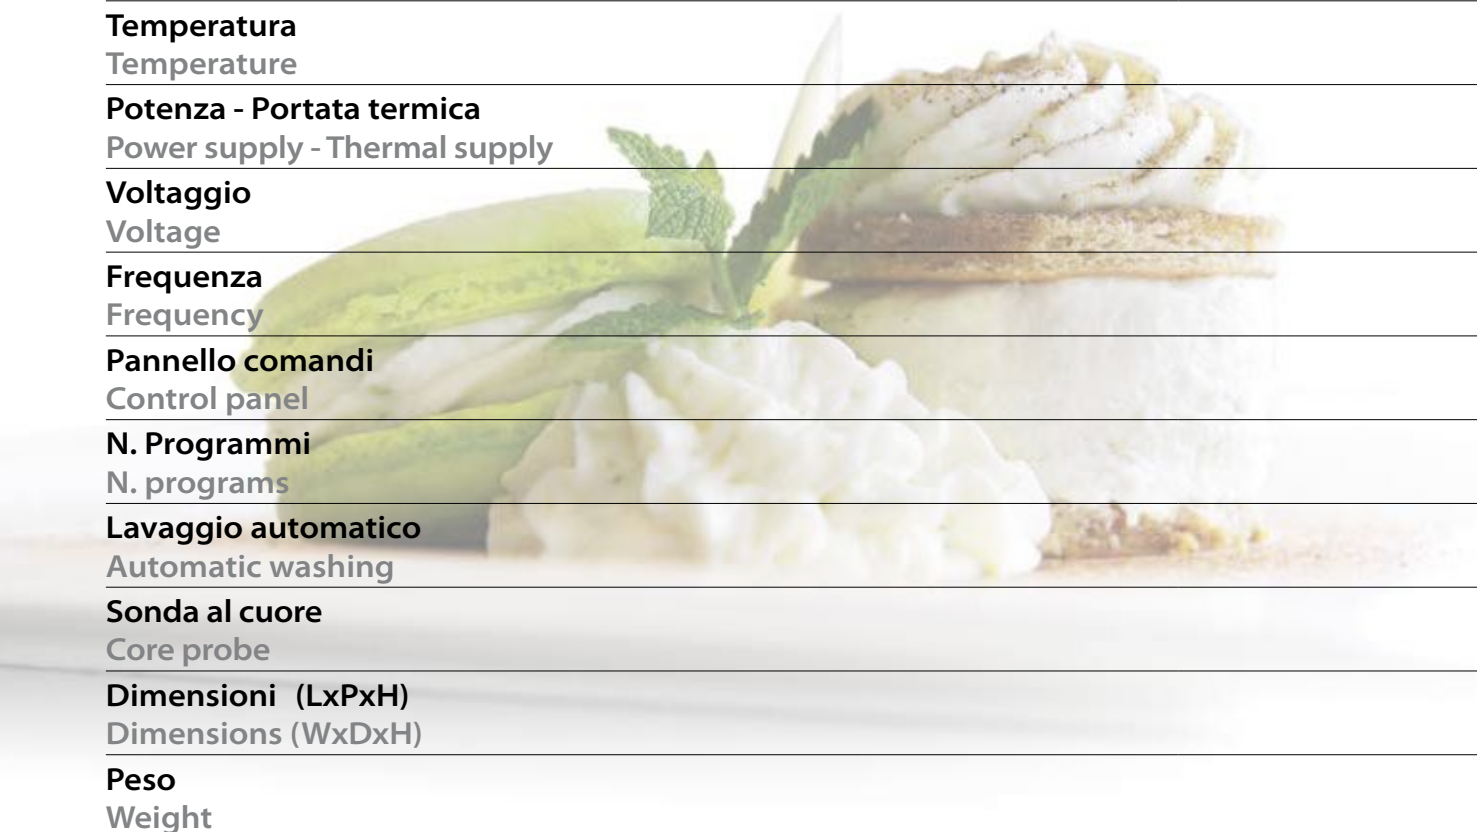 Temperatura
Temperature
Potenza - Portata termica
Power supply - Thermal supply
Voltaggio
Voltage
Frequenza
Frequency
Pannello comandi
Control panel
N. Programmi
N. programs
Lavaggio automatico
Automatic washing
Sonda al cuore
Core probe
Dimensioni (LxPxH)
Dimensions (WxDxH)
Peso
Weight